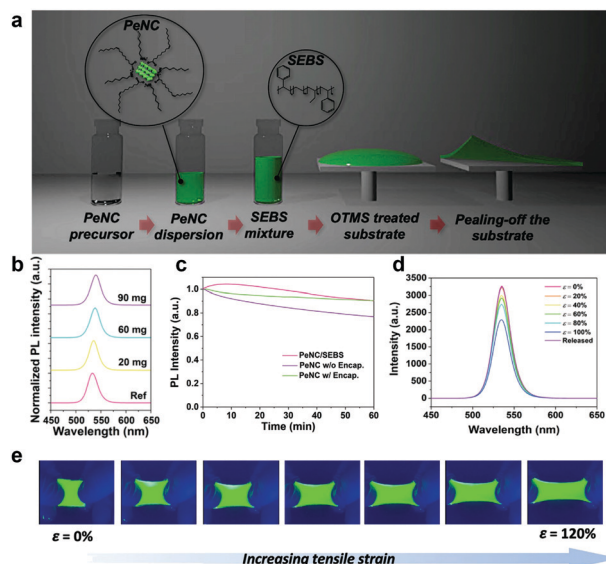 a
PeNC
SEBS
PeNC precursor
PeNC dispersion
SEBS mixture
OTMS treated substrate
Pealing-off the substrate
b
Normalized PL intensity (a.u.)
90 mg
60 mg
20 mg
Ref
450 500 550 600 650
Wavelength (nm)
c
PL Intensity (a.u.)
1.0
0.8
0.6
0.4
0.2
0.0
PeNC/SEBS
PeNC w/o Encap.
PeNC w/ Encap.
0 10 20 30 40 50 60
Time (min)
d
Intensity (a.u.)
3500
3000
2500
2000
1500
1000
500
0
ε = 0%
ε = 20%
ε = 40%
ε = 60%
ε = 80%
ε = 100%
Released
450 500 550 600 650
Wavelength (nm)
e
ε = 0%
ε = 120%
Increasing tensile strain